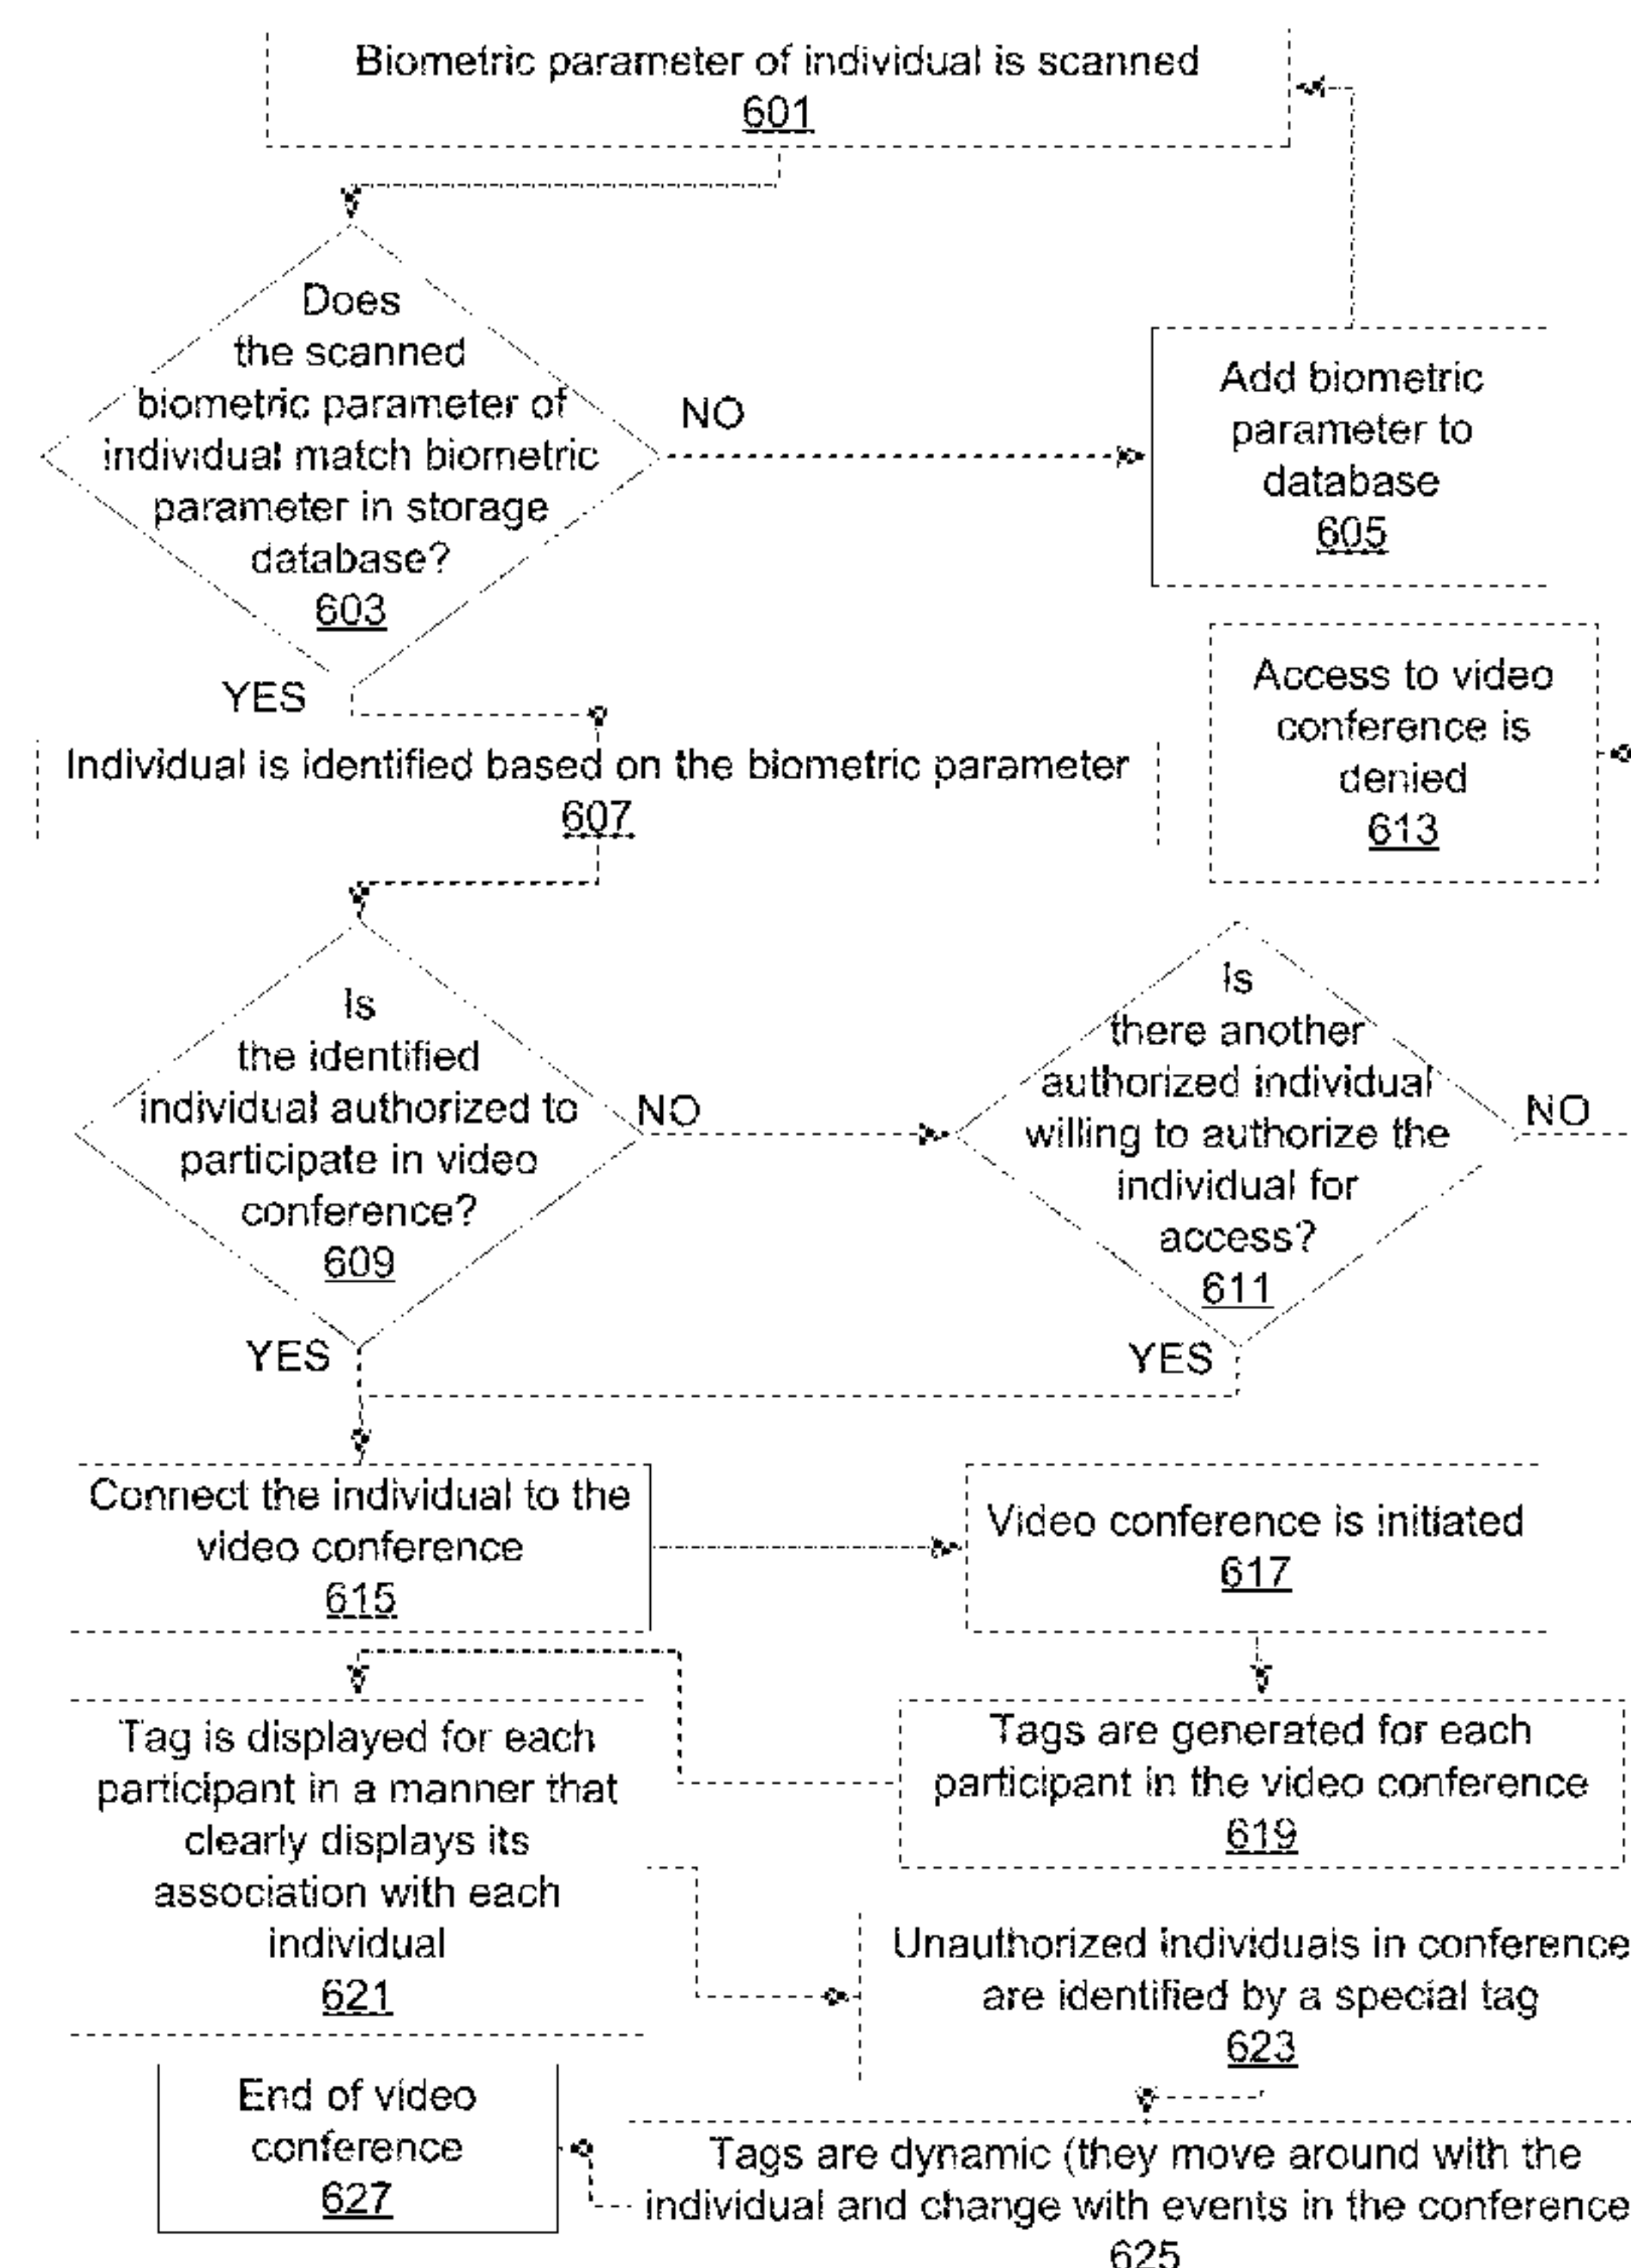 Biometric parameter of individual is scanned
601
Does
the scanned
biometric parameter of
individual match biometric
parameter in storage
database?
603
NO
Add biometric
parameter to
database
605
YES
Individual is identified based on the biometric parameter
607
Access to video
conference is
denied
613
Is
the identified
individual authorized to
participate in video
conference?
609
NO
Is
there another
authorized individual
willing to authorize the
individual for
access?
611
NO
YES
YES
Connect the individual to the
video conference
615
Video conference is initiated
617
Tags are generated for each
participant in the video conference
619
Tag is displayed for each
participant in a manner that
clearly displays its
association with each
individual
621
Unauthorized individuals in conference
are identified by a special tag
623
Tags are dynamic (they move around with the
individual and change with events in the conference
625
End of video
conference
627